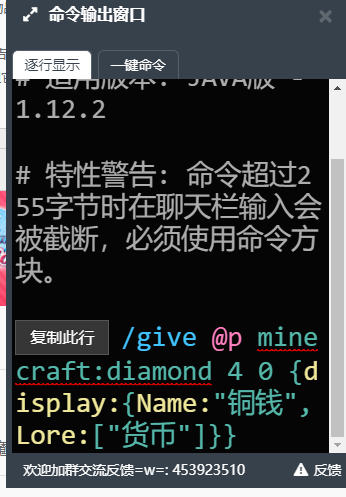 命令输出窗口
逐行显示
一键命令
# 适用版本: JAVA版 -
1.12.2
# 特性警告: 命令超过2
55字节时在聊天栏输入会
被截断，必须使用命令方
块。
复制此行 /give @p mine
craft:diamond 4 0 {d
isplay:{Name:"铜钱",
Lore:["货币"]}}
欢迎加群交流反馈=w=: 453923510
反馈